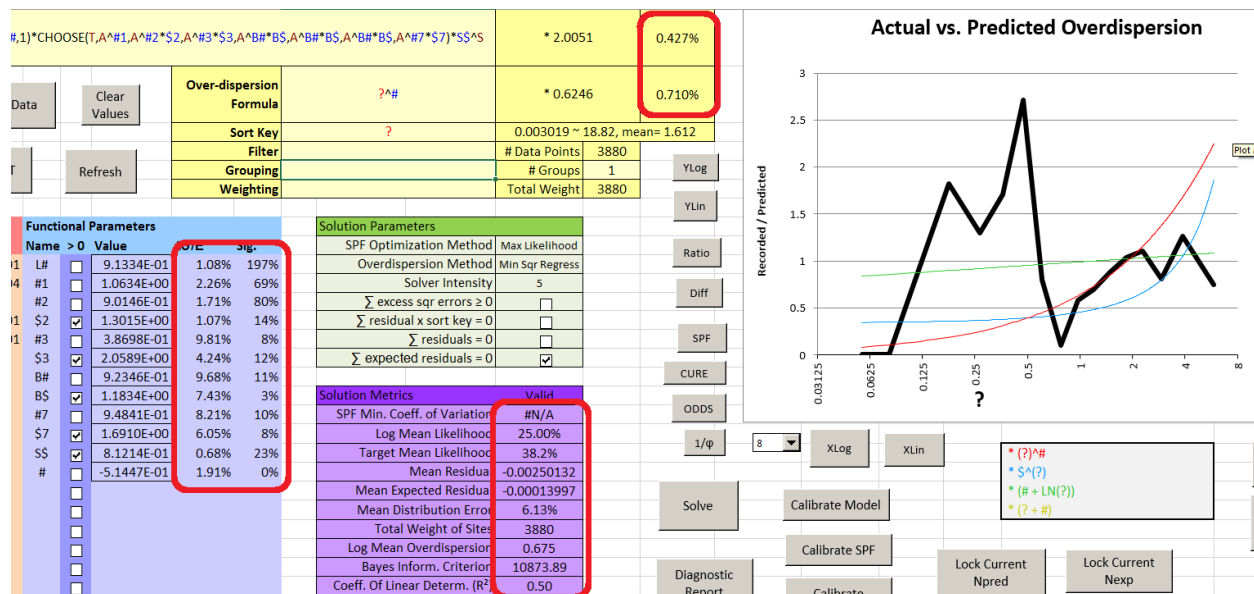 #,1)*CHOOSE(T,A^#1,A^#2*$2,A^#3*$3,A^B#*B$,A^B#*B$,A^B#*B$,A^#7*$7)*S$^S * 2.0051 0.427%
Data Clear Values Over-dispersion Formula ?^# * 0.6246 0.710%
Sort Key ? 0.003019 ~ 18.82, mean= 1.612
Filter # Data Points 3880
Refresh Grouping # Groups 1
Weighting Total Weight 3880
Functional Parameters
Name > 0 Value Sig.
L# 9.1334E-01 1.08% 197%
#1 1.0634E+00 2.26% 69%
#2 9.0146E-01 1.71% 80%
$2 1.3015E+00 1.07% 14%
#3 3.8698E-01 9.81% 8%
$3 2.0589E+00 4.24% 12%
B# 9.2346E-01 9.68% 11%
B$ 1.1834E+00 7.43% 3%
#7 9.4841E-01 8.21% 10%
$7 1.6910E+00 6.05% 8%
S$ 8.1214E-01 0.68% 23%
# -5.1447E-01 1.91% 0%
Solution Parameters
SPF Optimization Method Max Likelihood
Overdispersion Method Min Sqr Regress
Solver Intensity 5
∑ excess sqr errors ≥ 0
∑ residual x sort key = 0
∑ residuals = 0
∑ expected residuals = 0
Solution Metrics Valid
SPF Min. Coeff. of Variation #N/A
Log Mean Likelihood 25.00%
Target Mean Likelihood 38.2%
Mean Residual -0.00250132
Mean Expected Residual -0.00013997
Mean Distribution Error 6.13%
Total Weight of Sites 3880
Log Mean Overdispersion 0.675
Bayes Inform. Criterion 10873.89
Coeff. Of Linear Determ. (R² 0.50
YLog
YLin
Ratio
Diff
SPF
CURE
ODDS
1/φ 8 XLog XLin
Solve
Calibrate Model
Calibrate SPF
Calibrate
Diagnostic
Report
Lock Current
Npred
Lock Current
Nexp
Actual vs. Predicted Overdispersion
Recorded / Predicted
3
2.5
2
1.5
1
0.5
0
0.03125 0.0625 0.125 0.25 0.5 1 2 4 8
?
Plot
* (?)^#
* $^(?)
* (# + LN(?))
* (? + #)